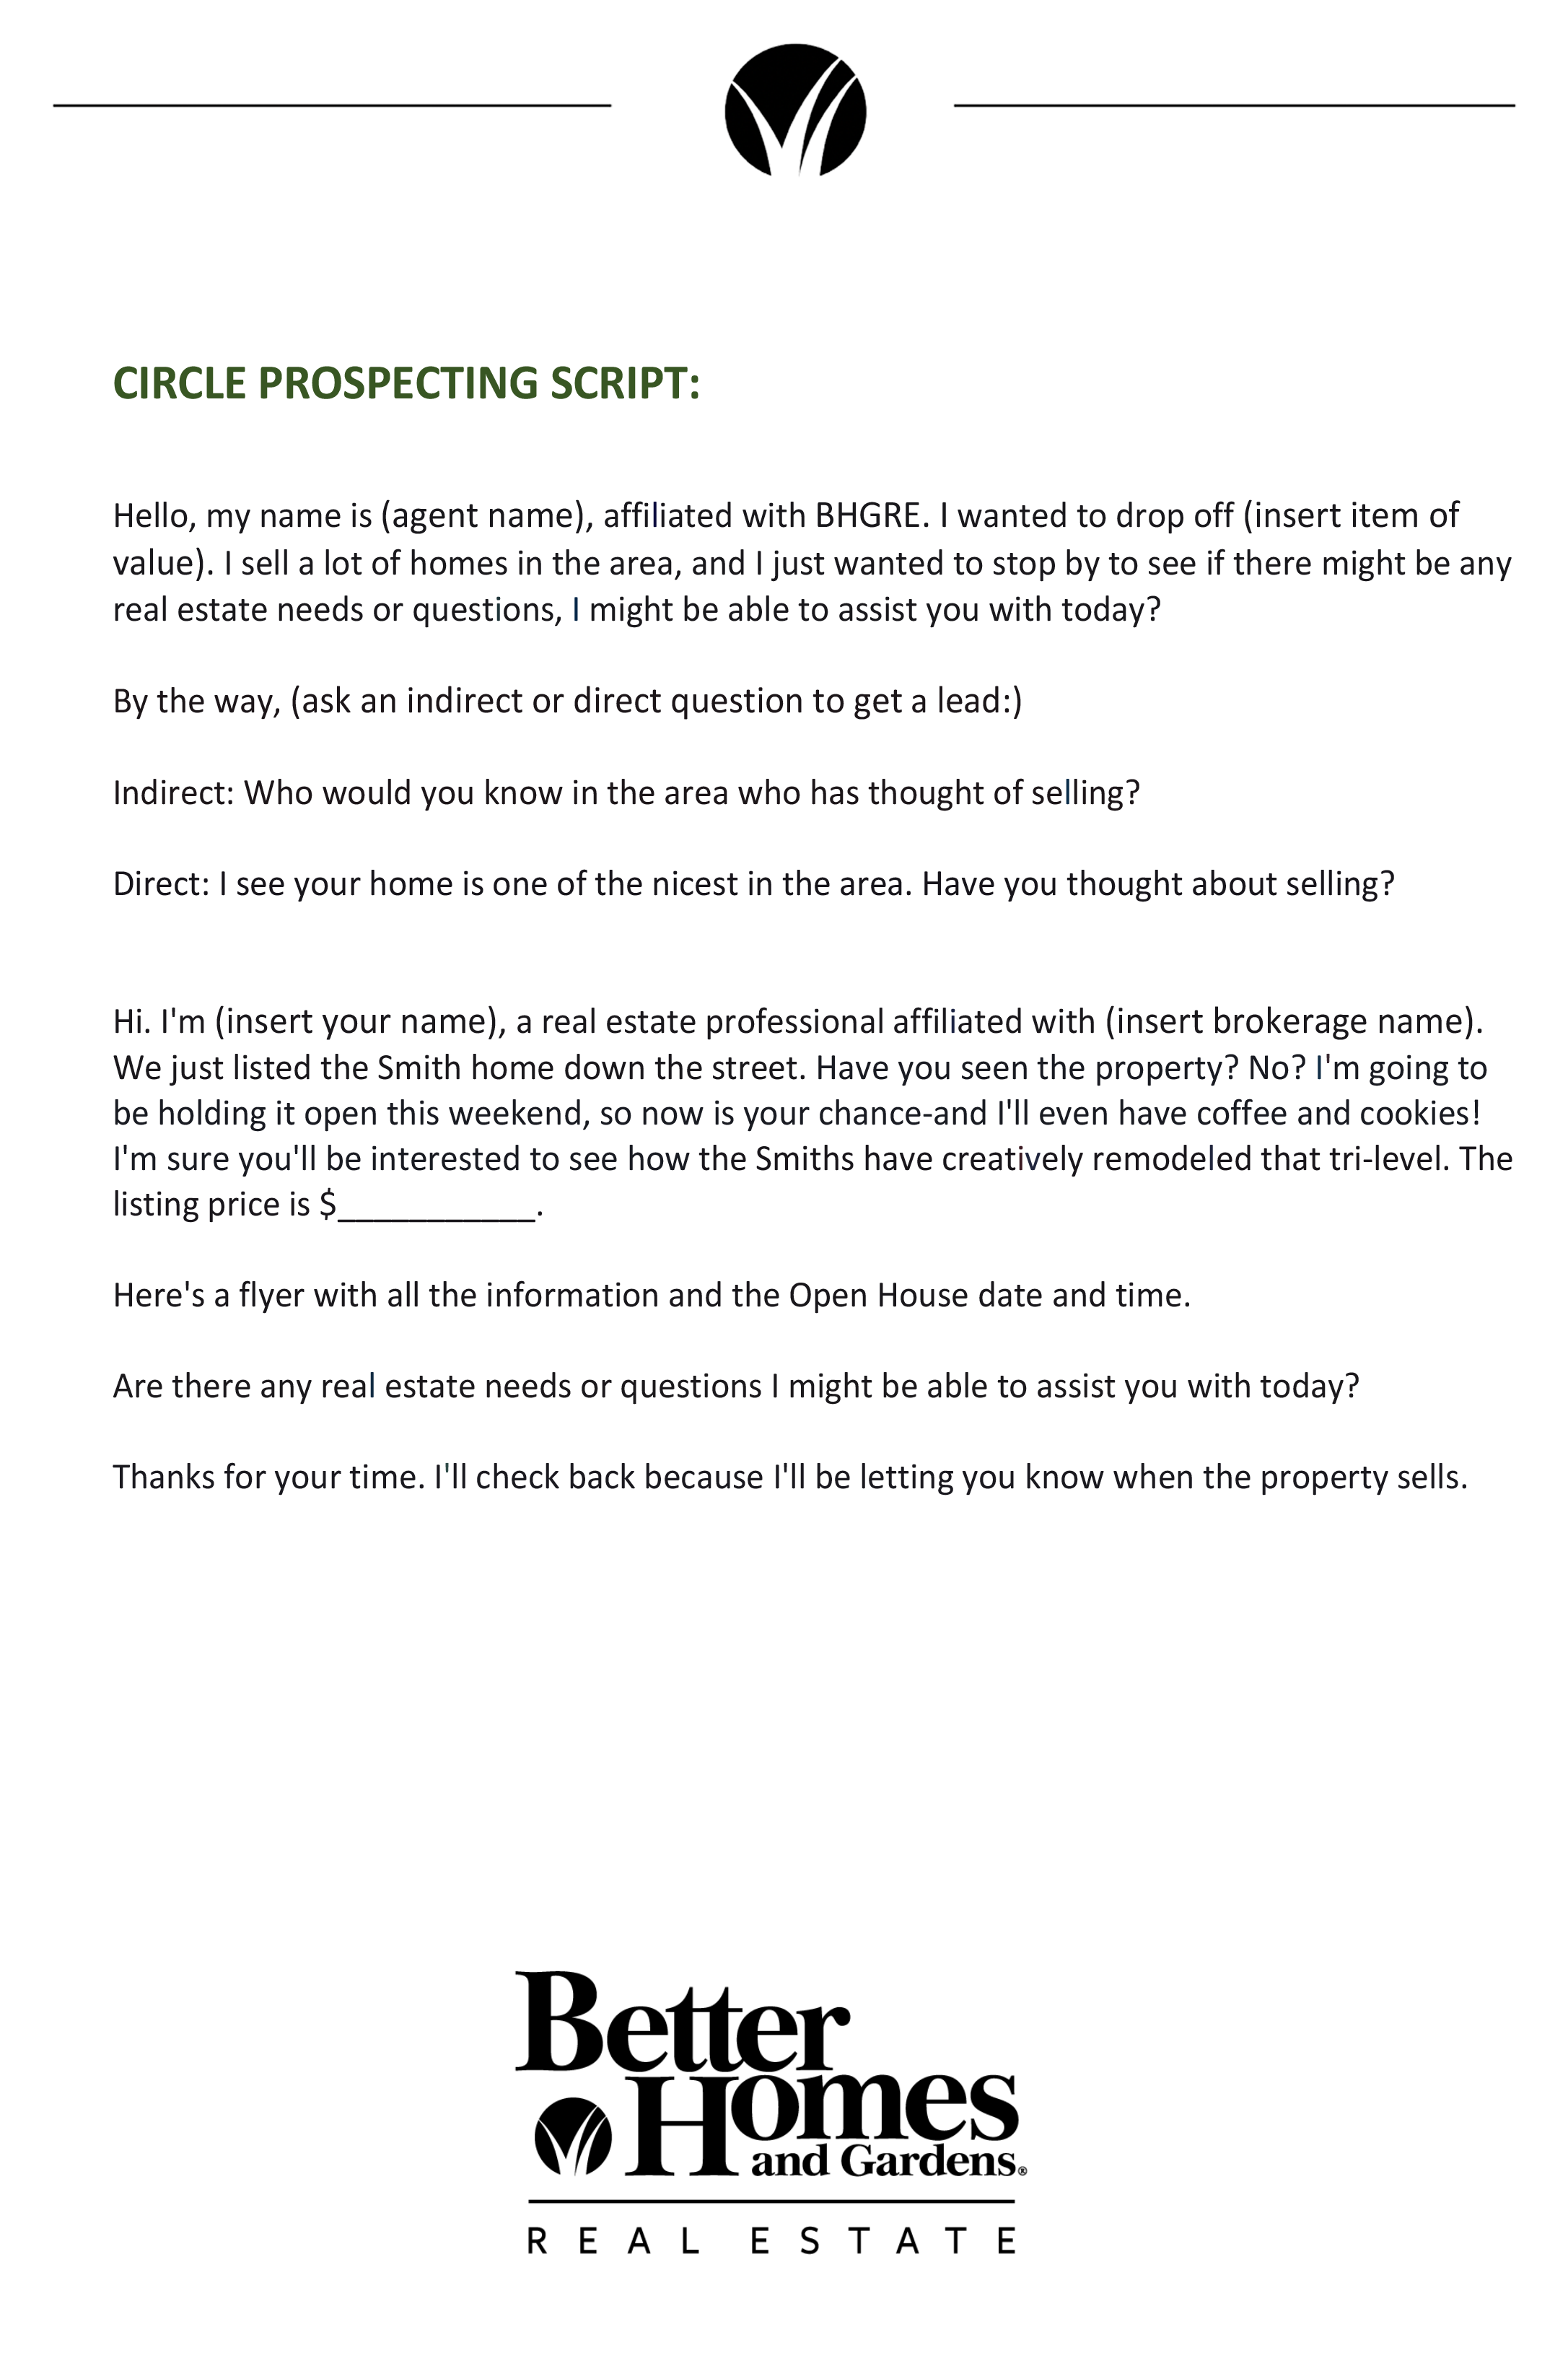 CIRCLE PROSPECTING SCRIPT:
Hello, my name is (agent name), affiliated with BHGRE. I wanted to drop off (insert item of
value). I sell a lot of homes in the area, and I just wanted to stop by to see if there might be any
real estate needs or questions, I might be able to assist you with today?
By the way, (ask an indirect or direct question to get a lead:)
Indirect: Who would you know in the area who has thought of selling?
Direct: I see your home is one of the nicest in the area. Have you thought about selling?
Hi. I'm (insert your name), a real estate professional affiliated with (insert brokerage name).
We just listed the Smith home down the street. Have you seen the property? No? I'm going to
be holding it open this weekend, so now is your chance-and I'll even have coffee and cookies!
I'm sure you'll be interested to see how the Smiths have creatively remodeled that tri-level. The
listing price is $___________.
Here's a flyer with all the information and the Open House date and time.
Are there any real estate needs or questions I might be able to assist you with today?
Thanks for your time. I'll check back because I'll be letting you know when the property sells.
Better
Homes
and Gardens®
REAL ESTATE